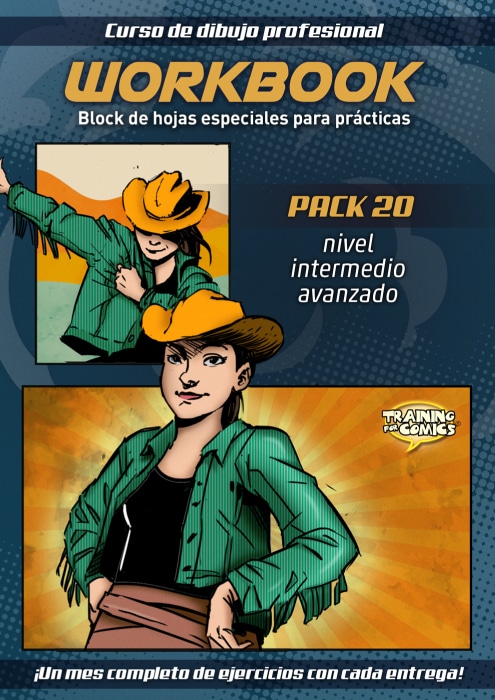 Curso de dibujo profesional
WORKBOOK
Block de hojas especiales para prácticas
PACK 20
nivel
intermedio
avanzado
TRAINING
FOR COMICS
¡Un mes completo de ejercicios con cada entrega!